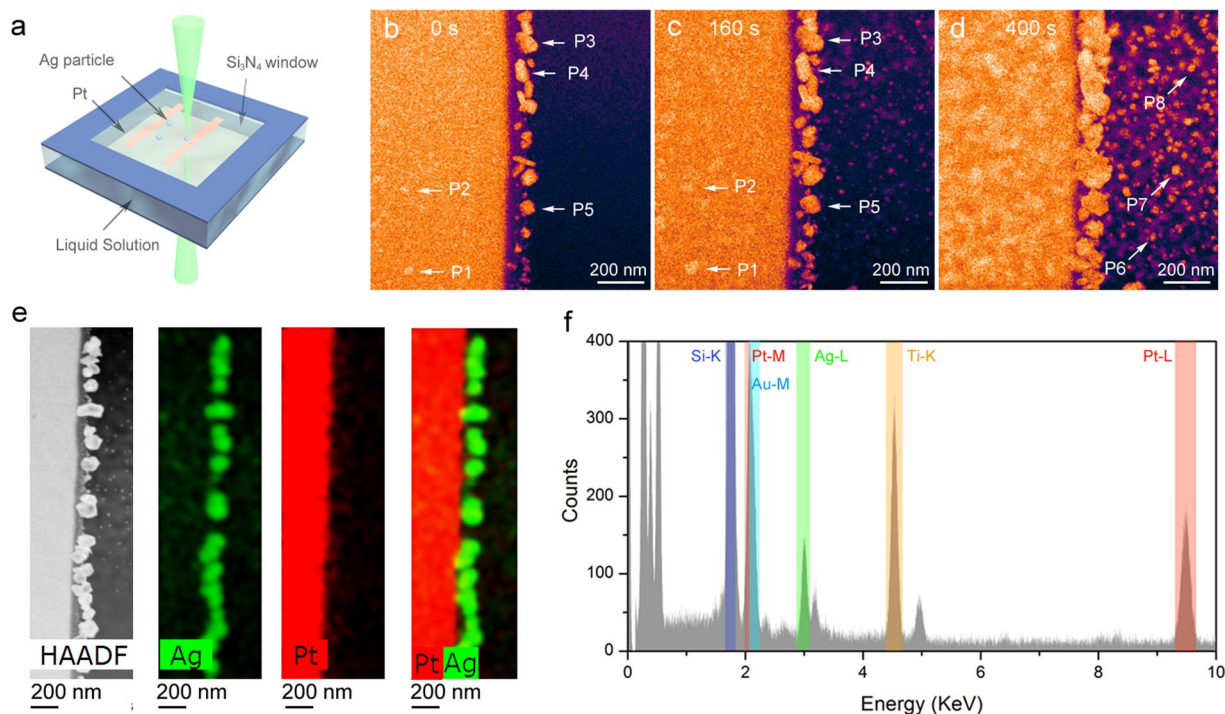 a
Ag particle
Pt
Si₃N₄ window
Liquid Solution
b
0 s
P3
P4
P2
P5
P1
200 nm
c
160 s
P3
P4
P2
P5
P1
200 nm
d
400 s
P8
P7
P6
200 nm
e
HAADF
Ag
Pt
Pt Ag
200 nm
200 nm
200 nm
200 nm
f
400
300
200
100
0
Counts
Si-K
Pt-M
Au-M
Ag-L
Ti-K
Pt-L
0 2 4 6 8 10
Energy (KeV)